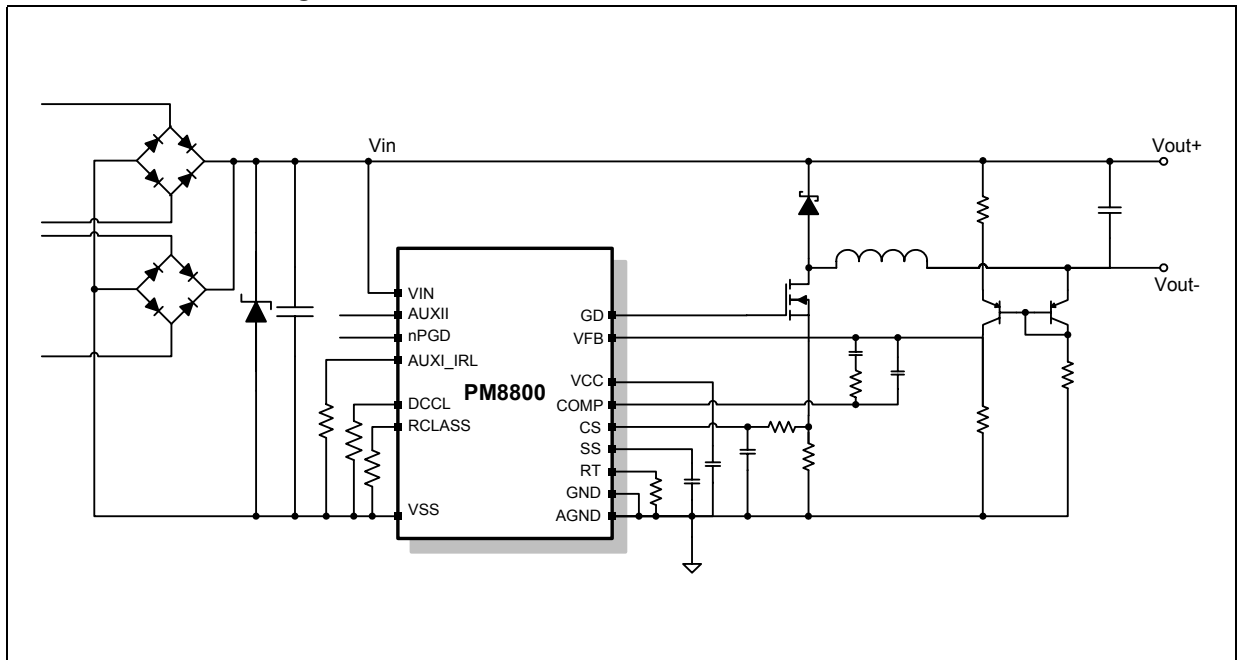 g
Vin
Vout+
Vout-
VIN
AUXII
nPGD
AUXI_IRL
DCCL
RCLASS
VSS
PM8800
GD
VFB
VCC
COMP
CS
SS
RT
GND
AGND